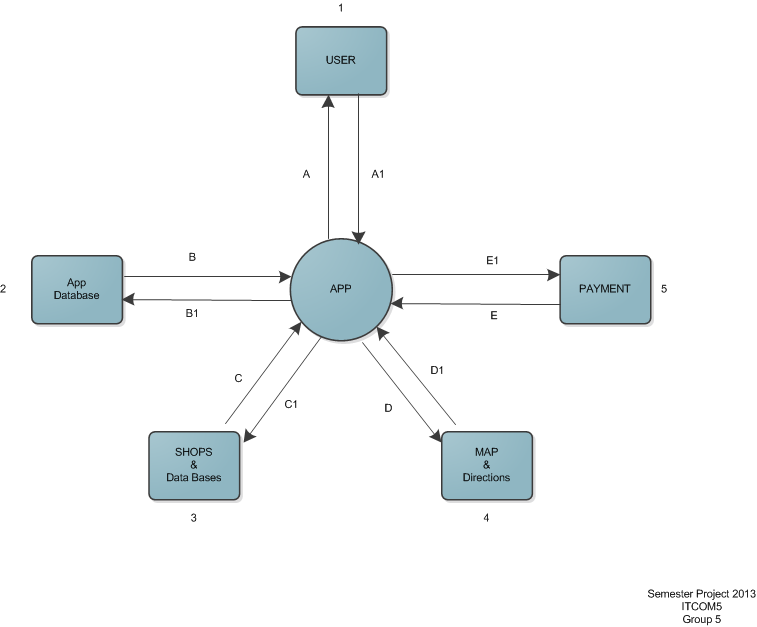 1
USER
A
A1
B
E1
2
App
Database
APP
PAYMENT
5
B1
E
C
D1
C1
D
SHOPS
&
Data Bases
MAP
&
Directions
3
4
Semester Project 2013
ITCOM5
Group 5